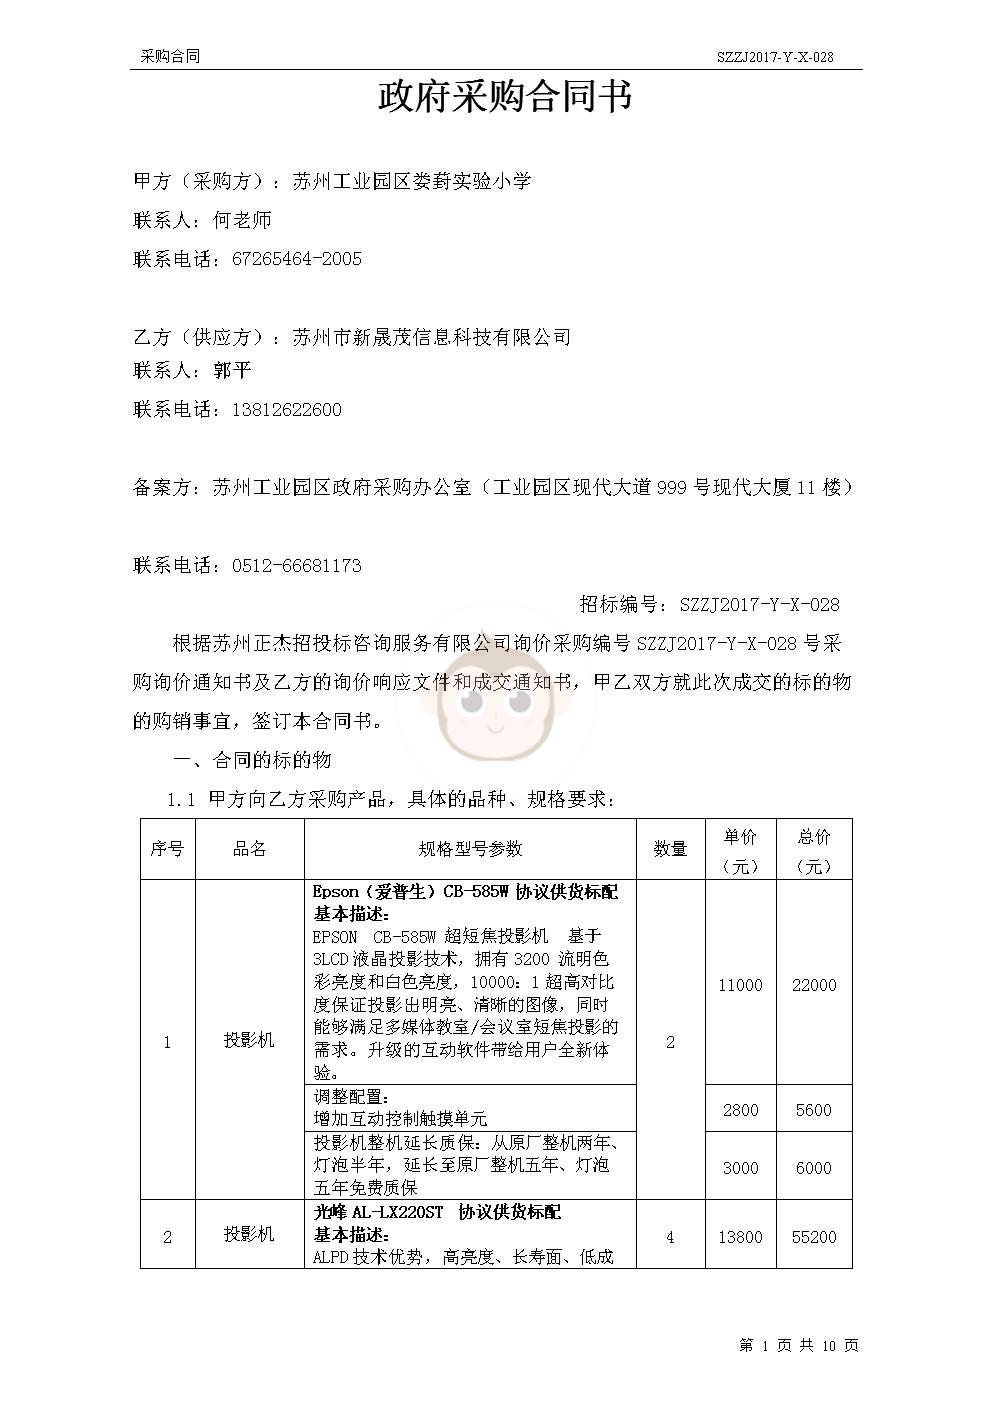 采购合同 SZZJ2017-Y-X-028
政府采购合同书
甲方（采购方）：苏州工业园区娄葑实验小学
联系人：何老师
联系电话：67265464-2005
乙方（供应方）：苏州市新晟茂信息科技有限公司
联系人：郭平
联系电话：13812622600
备案方：苏州工业园区政府采购办公室（工业园区现代大道 999 号现代大厦 11 楼）
联系电话：0512-66681173
招标编号：SZZJ2017-Y-X-028
根据苏州正杰招投标咨询服务有限公司询价采购编号 SZZJ2017-Y-X-028 号采
购询价通知书及乙方的询价响应文件和成交通知书，甲乙双方就此次成交的标的物
的购销事宜，签订本合同书。
一、合同的标的物
1.1 甲方向乙方采购产品，具体的品种、规格要求：
序号 品名 规格型号参数 数量 单价（元） 总价（元）
Epson（爱普生）CB-585W 协议供货标配
基本描述：
EPSON CB-585W 超短焦投影机 基于
3LCD 液晶投影技术，拥有 3200 流明色
彩亮度和白色亮度，10000：1 超高对比
度保证投影出明亮、清晰的图像，同时
能够满足多媒体教室/会议室短焦投影的
需求。升级的互动软件带给用户全新体
验。
11000 22000
1 投影机 2
调整配置：
增加互动控制触摸单元
2800 5600
投影机整机延长质保：从原厂整机两年、
灯泡半年，延长至原厂整机五年、灯泡
五年免费质保
3000 6000
光峰 AL-LX220ST 协议供货标配
基本描述：
ALPD 技术优势，高亮度、长寿面、低成
2 投影机 4 13800 55200
第 1 页 共 10 页